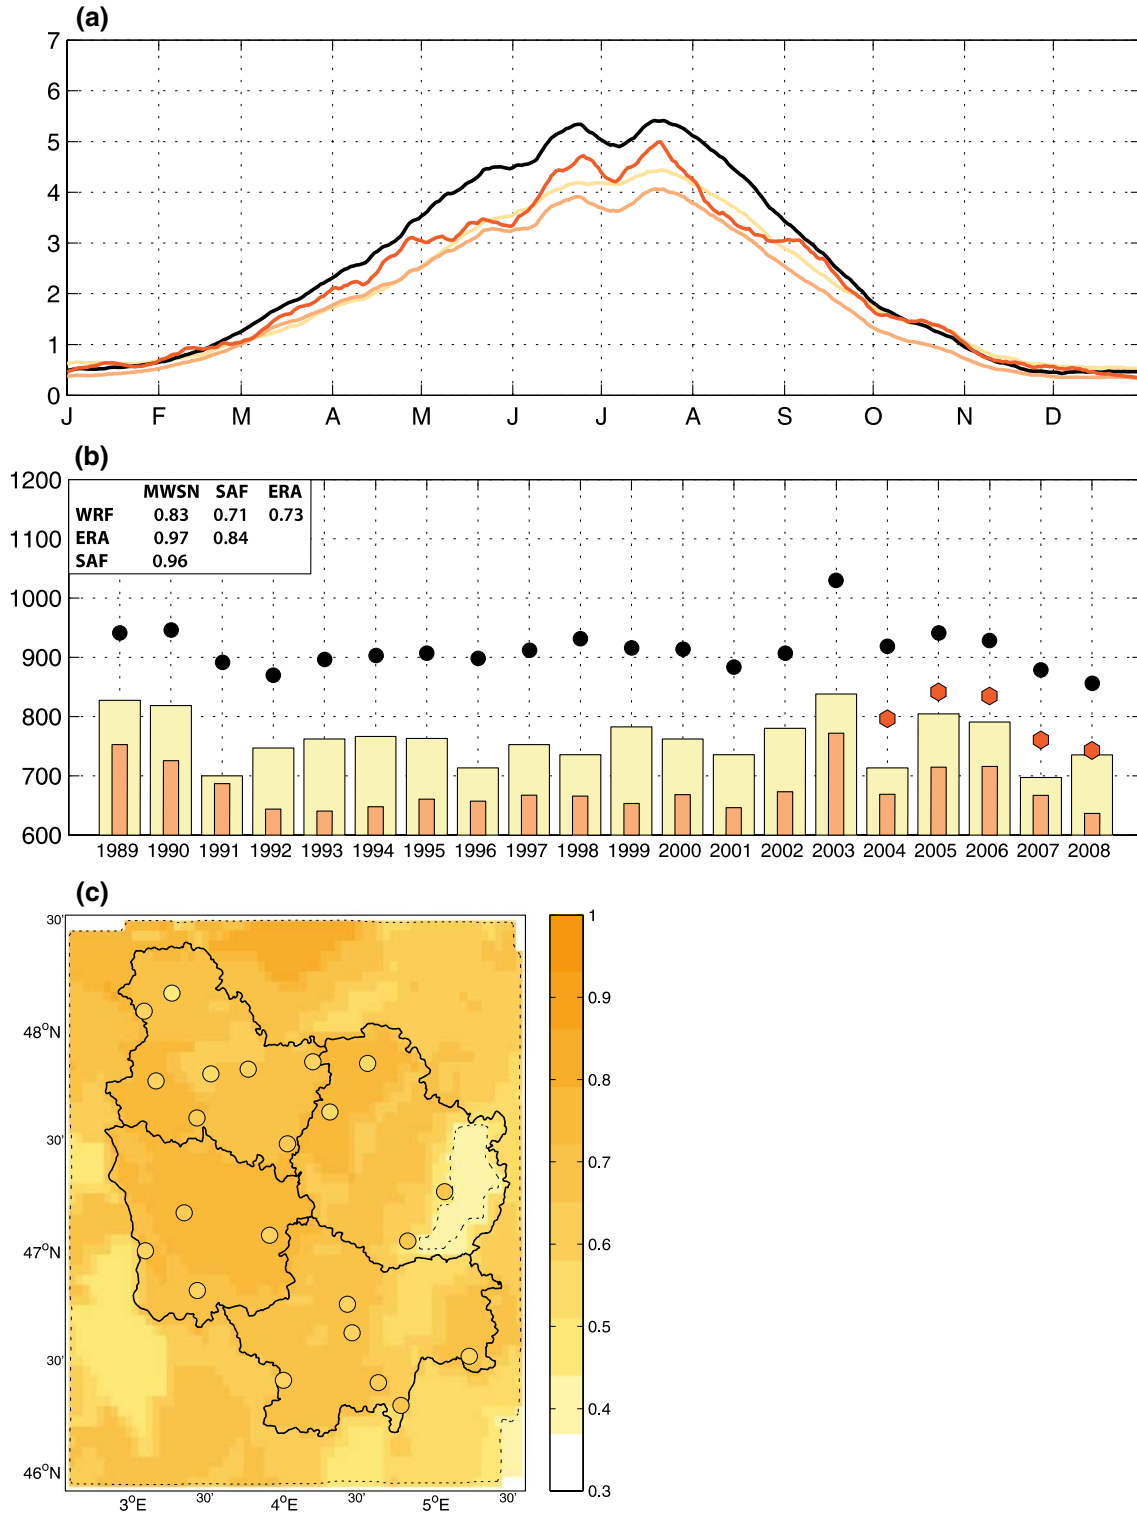 (a)
7
6
5
4
3
2
1
0
J F M A M J J A S O N D
(b)
1200
1100
1000
900
800
700
600
MWSN SAF ERA
WRF 0.83 0.71 0.73
ERA 0.97 0.84
SAF 0.96
1989 1990 1991 1992 1993 1994 1995 1996 1997 1998 1999 2000 2001 2002 2003 2004 2005 2006 2007 2008
(c)
30'
48°N
30'
47°N
30'
46°N
3°E 30' 4°E 30' 5°E 30'
1
0.9
0.8
0.7
0.6
0.5
0.4
0.3